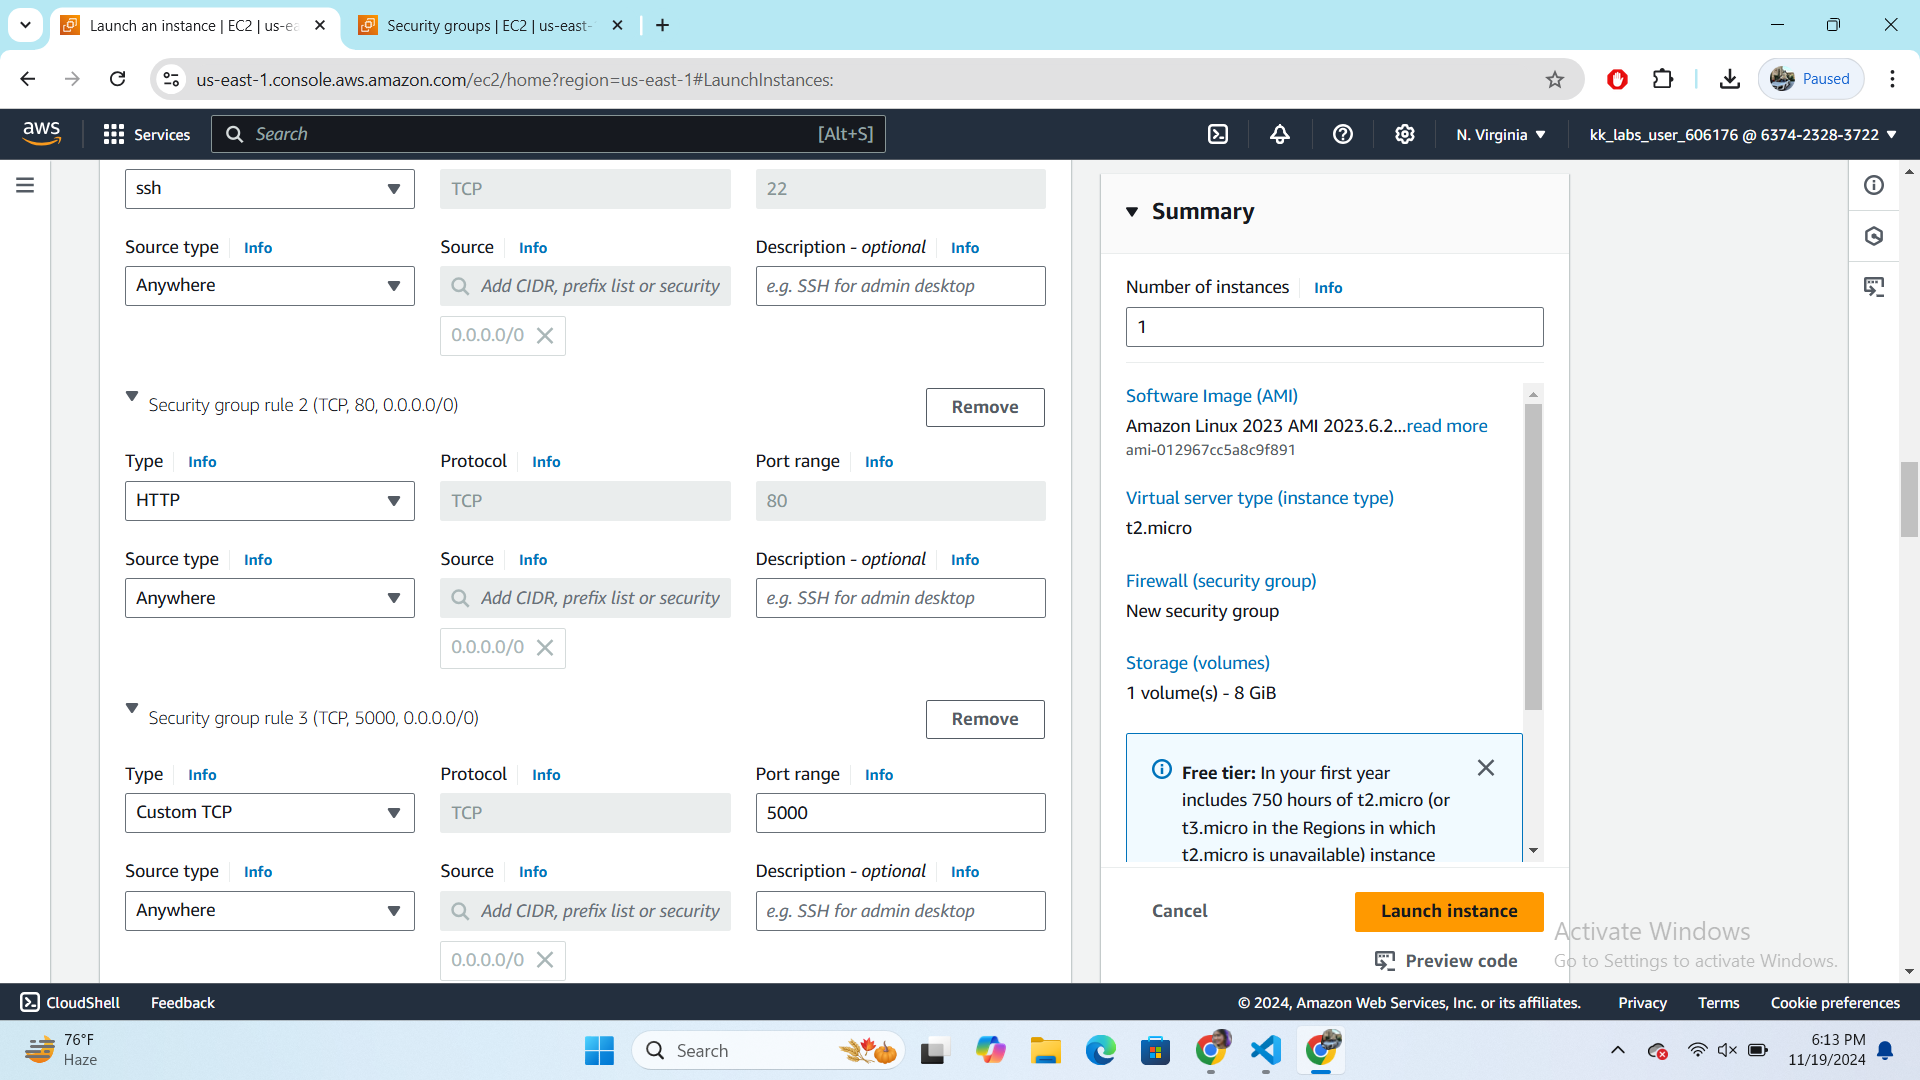 Launch an instance | EC2 | us-ea
Security groups | EC2 | us-east-
us-east-1.console.aws.amazon.com/ec2/home?region=us-east-1#LaunchInstances:
Paused
aws
Services
Search
[Alt+S]
N. Virginia
kk_labs_user_606176 @ 6374-2328-3722
ssh
TCP
22
Source type
Info
Source
Info
Description - optional
Info
Anywhere
Add CIDR, prefix list or security
e.g. SSH for admin desktop
0.0.0.0/0
Security group rule 2 (TCP, 80, 0.0.0.0/0)
Remove
Type
Info
Protocol
Info
Port range
Info
HTTP
TCP
80
Source type
Info
Source
Info
Description - optional
Info
Anywhere
Add CIDR, prefix list or security
e.g. SSH for admin desktop
0.0.0.0/0
Security group rule 3 (TCP, 5000, 0.0.0.0/0)
Remove
Type
Info
Protocol
Info
Port range
Info
Custom TCP
TCP
5000
Source type
Info
Source
Info
Description - optional
Info
Anywhere
Add CIDR, prefix list or security
e.g. SSH for admin desktop
0.0.0.0/0
Summary
Number of instances
Info
1
Software Image (AMI)
Amazon Linux 2023 AMI 2023.6.2...read more
ami-012967cc5a8c9f891
Virtual server type (instance type)
t2.micro
Firewall (security group)
New security group
Storage (volumes)
1 volume(s) - 8 GiB
Free tier: In your first year
includes 750 hours of t2.micro (or
t3.micro in the Regions in which
t2.micro is unavailable) instance
Cancel
Launch instance
Preview code
Activate Windows
Go to Settings to activate Windows.
CloudShell
Feedback
© 2024, Amazon Web Services, Inc. or its affiliates.
Privacy
Terms
Cookie preferences
76°F
Haze
Search
6:13 PM
11/19/2024